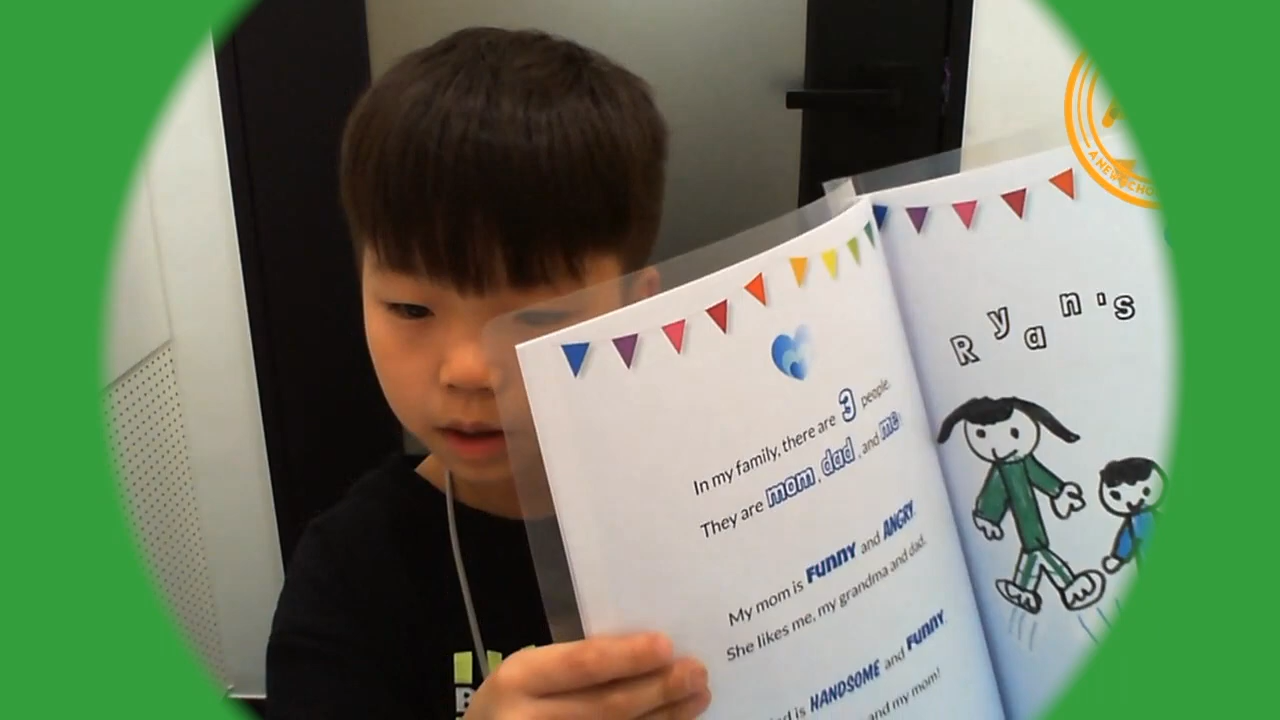 In my family, there are 3 people.
They are mom, dad, and me.
My mom is FUNNY and ANGRY.
She likes me, my grandma and dad.
is HANDSOME and FUNNY
and my mom!
Ryan's
A NEW